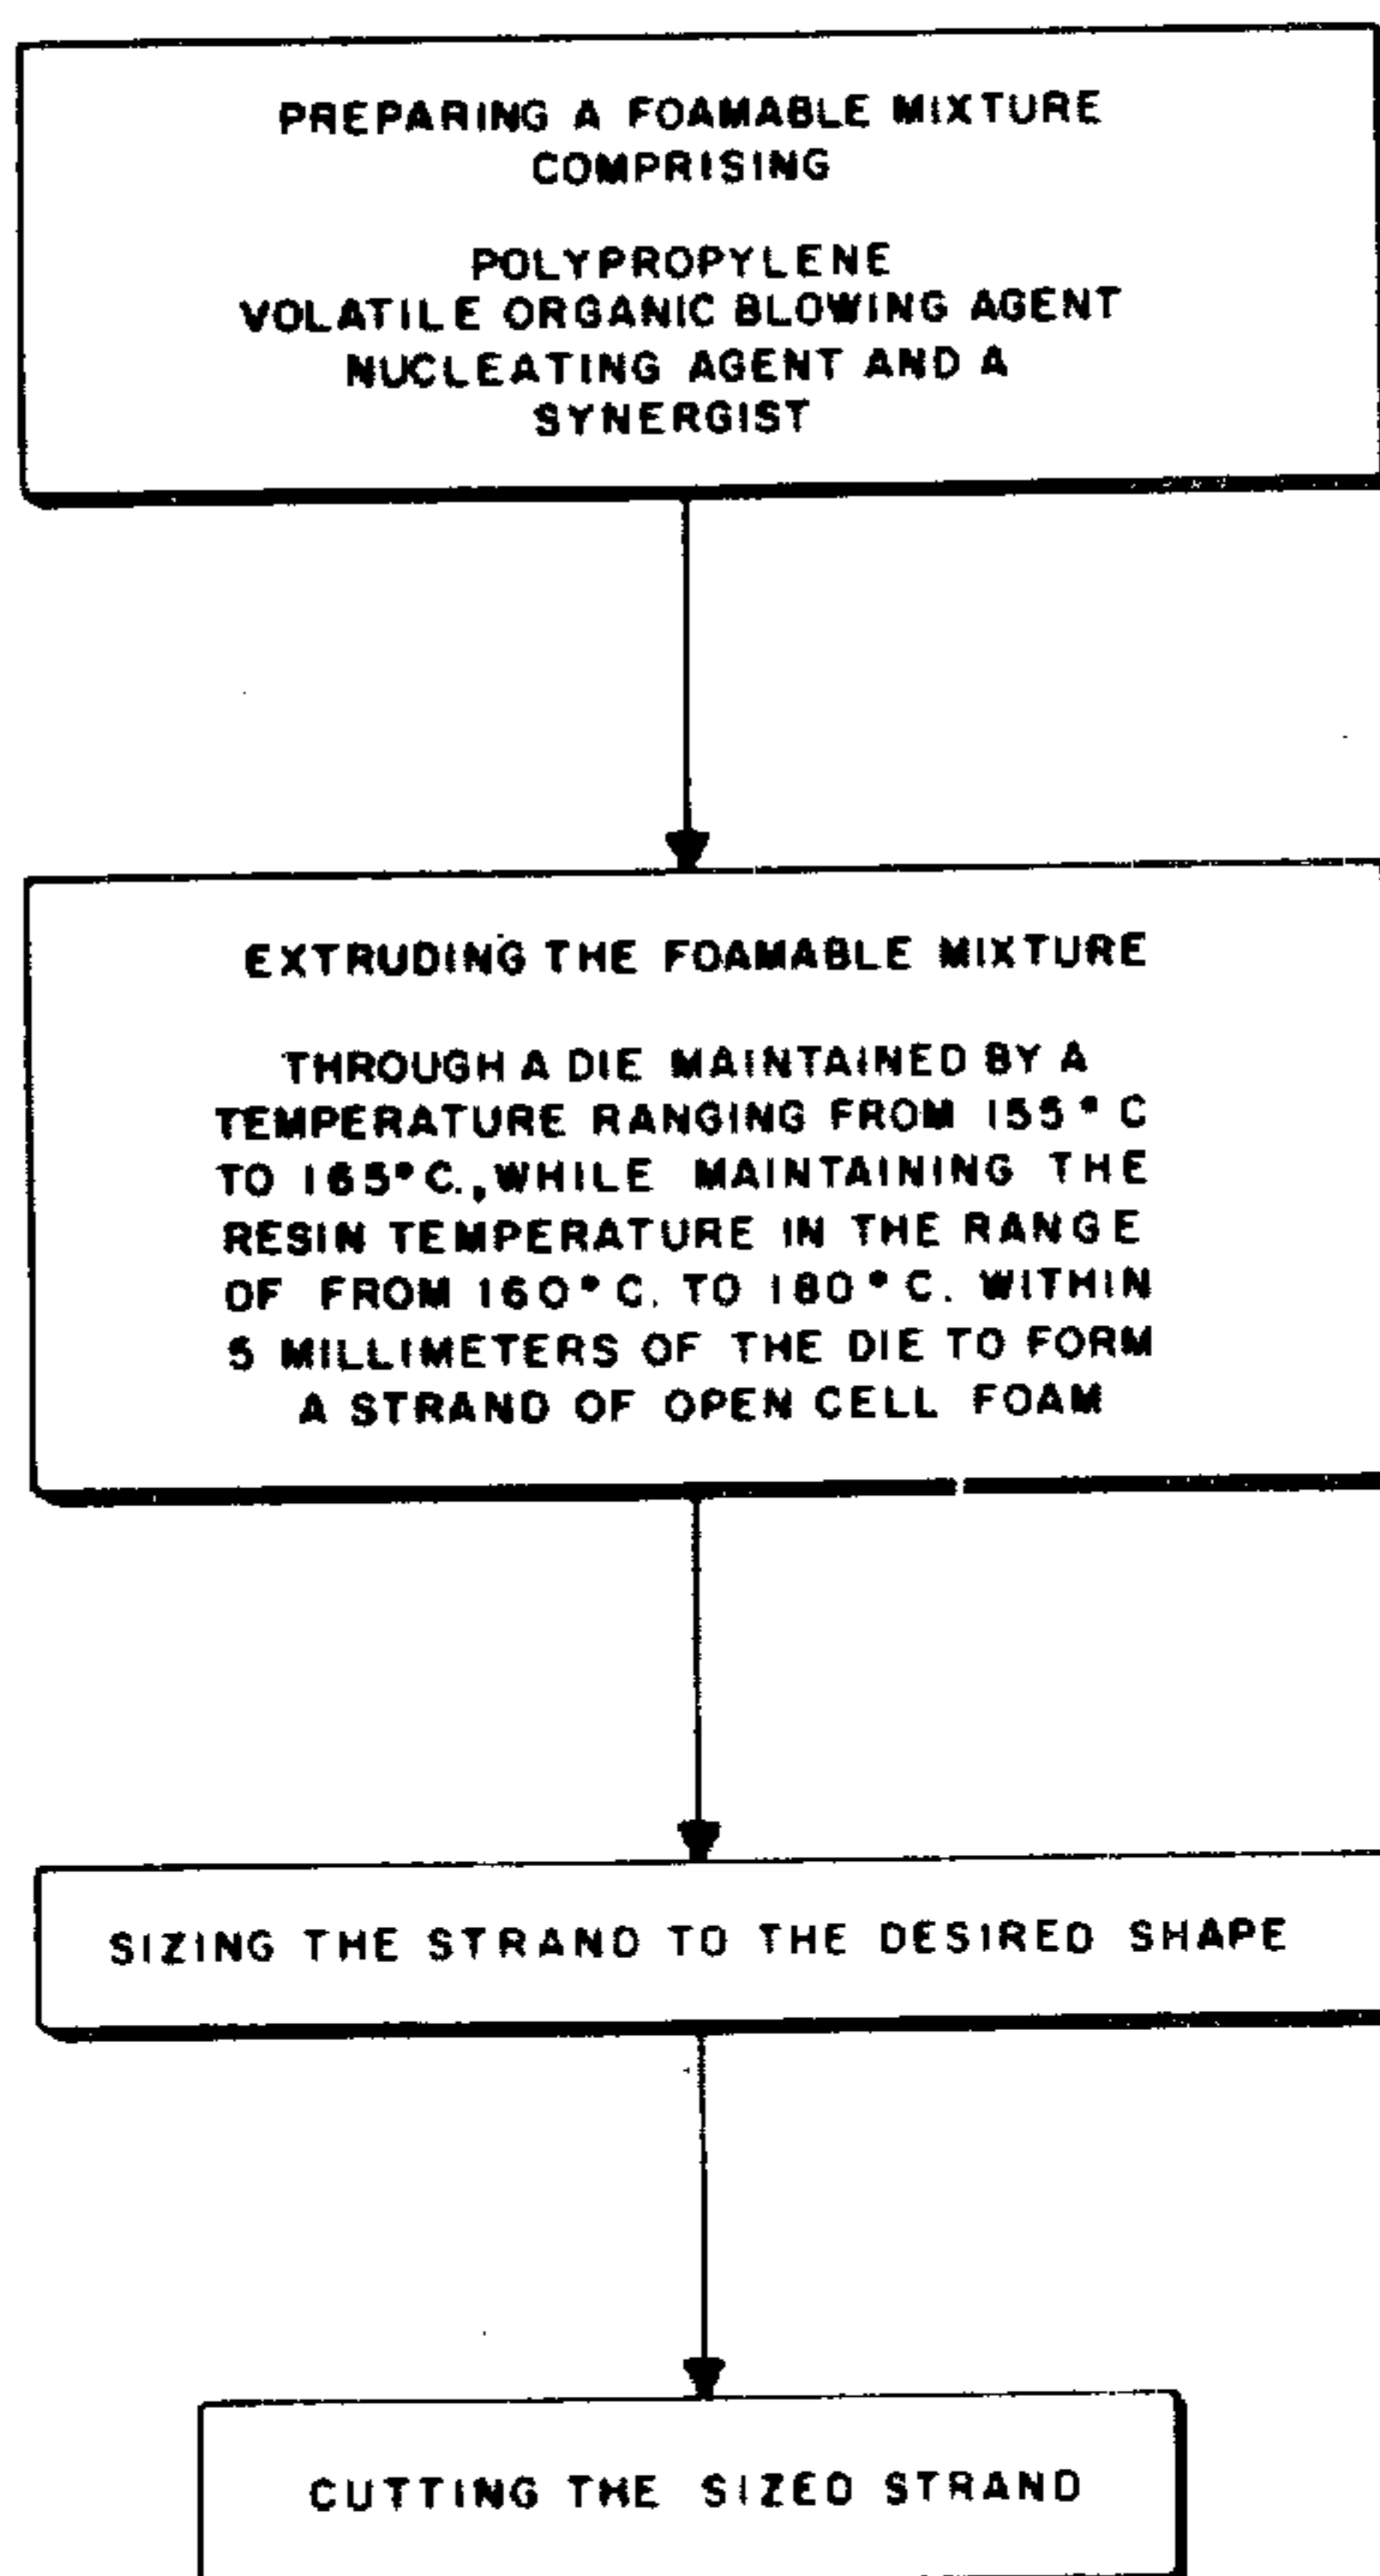 PREPARING A FOAMABLE MIXTURE
COMPRISING
POLYPROPYLENE
VOLATILE ORGANIC BLOWING AGENT
NUCLEATING AGENT AND A
SYNERGIST
EXTRUDING THE FOAMABLE MIXTURE
THROUGH A DIE MAINTAINED BY A
TEMPERATURE RANGING FROM 155° C
TO 165° C., WHILE MAINTAINING THE
RESIN TEMPERATURE IN THE RANGE
OF FROM 160° C. TO 180° C. WITHIN
5 MILLIMETERS OF THE DIE TO FORM
A STRAND OF OPEN CELL FOAM
SIZING THE STRAND TO THE DESIRED SHAPE
CUTTING THE SIZED STRAND